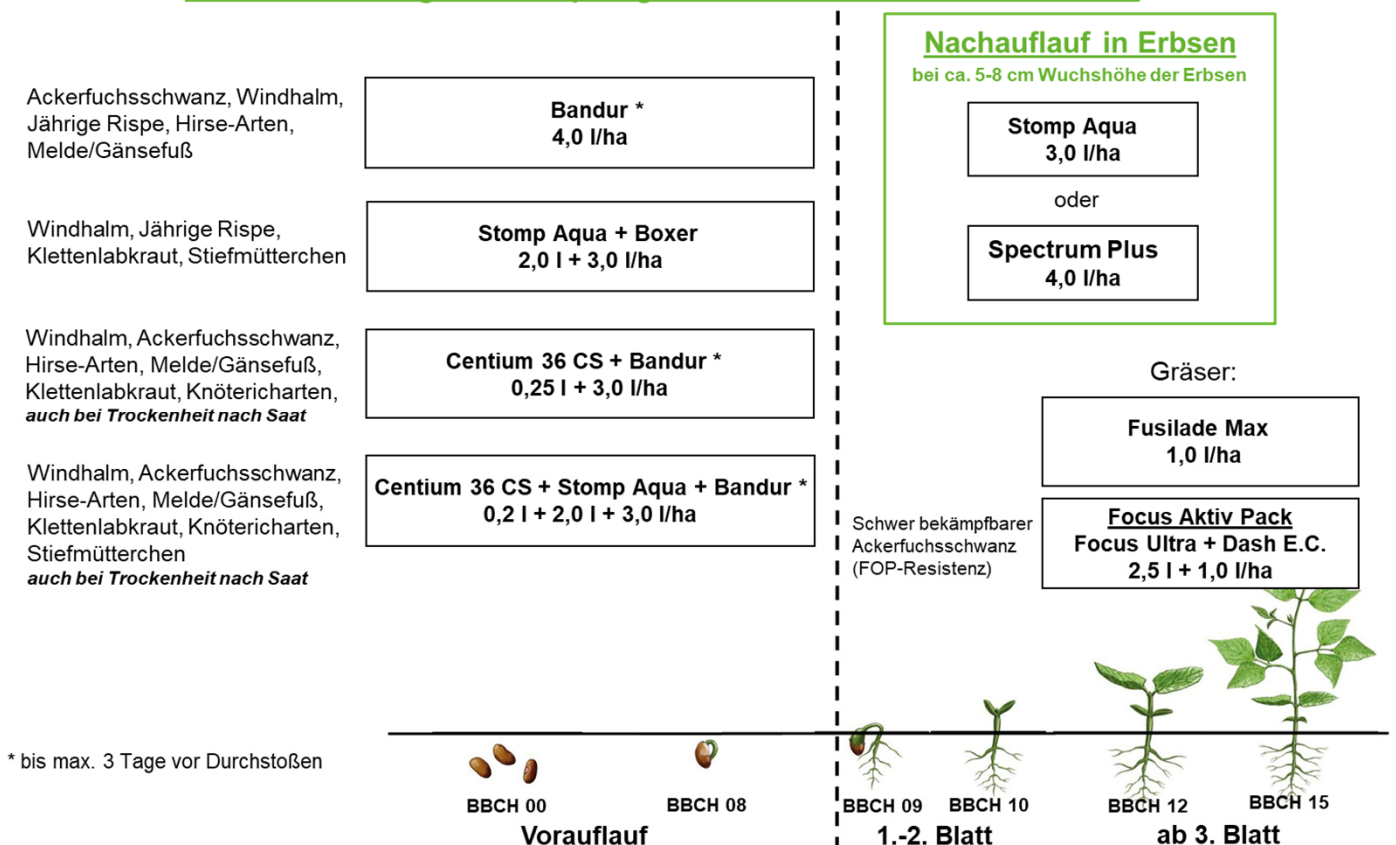 Ackerfuchsschwanz, Windhalm,
Jährige Rispe, Hirse-Arten,
Melde/Gänsefuß
Bandur *
4,0 l/ha
Windhalm, Jährige Rispe,
Klettenlabkraut, Stiefmütterchen
Stomp Aqua + Boxer
2,0 l + 3,0 l/ha
Windhalm, Ackerfuchsschwanz,
Hirse-Arten, Melde/Gänsefuß,
Klettenlabkraut, Knötericharten,
auch bei Trockenheit nach Saat
Centium 36 CS + Bandur *
0,25 l + 3,0 l/ha
Windhalm, Ackerfuchsschwanz,
Hirse-Arten, Melde/Gänsefuß,
Klettenlabkraut, Knötericharten,
Stiefmütterchen
auch bei Trockenheit nach Saat
Centium 36 CS + Stomp Aqua + Bandur *
0,2 l + 2,0 l + 3,0 l/ha
Nachauflauf in Erbsen
bei ca. 5-8 cm Wuchshöhe der Erbsen
Stomp Aqua
3,0 l/ha
oder
Spectrum Plus
4,0 l/ha
Gräser:
Fusilade Max
1,0 l/ha
Schwer bekämpfbarer
Ackerfuchsschwanz
(FOP-Resistenz)
Focus Aktiv Pack
Focus Ultra + Dash E.C.
2,5 l + 1,0 l/ha
* bis max. 3 Tage vor Durchstoßen
BBCH 00
BBCH 08
BBCH 09
BBCH 10
BBCH 12
BBCH 15
Vorauflauf
1.-2. Blatt
ab 3. Blatt